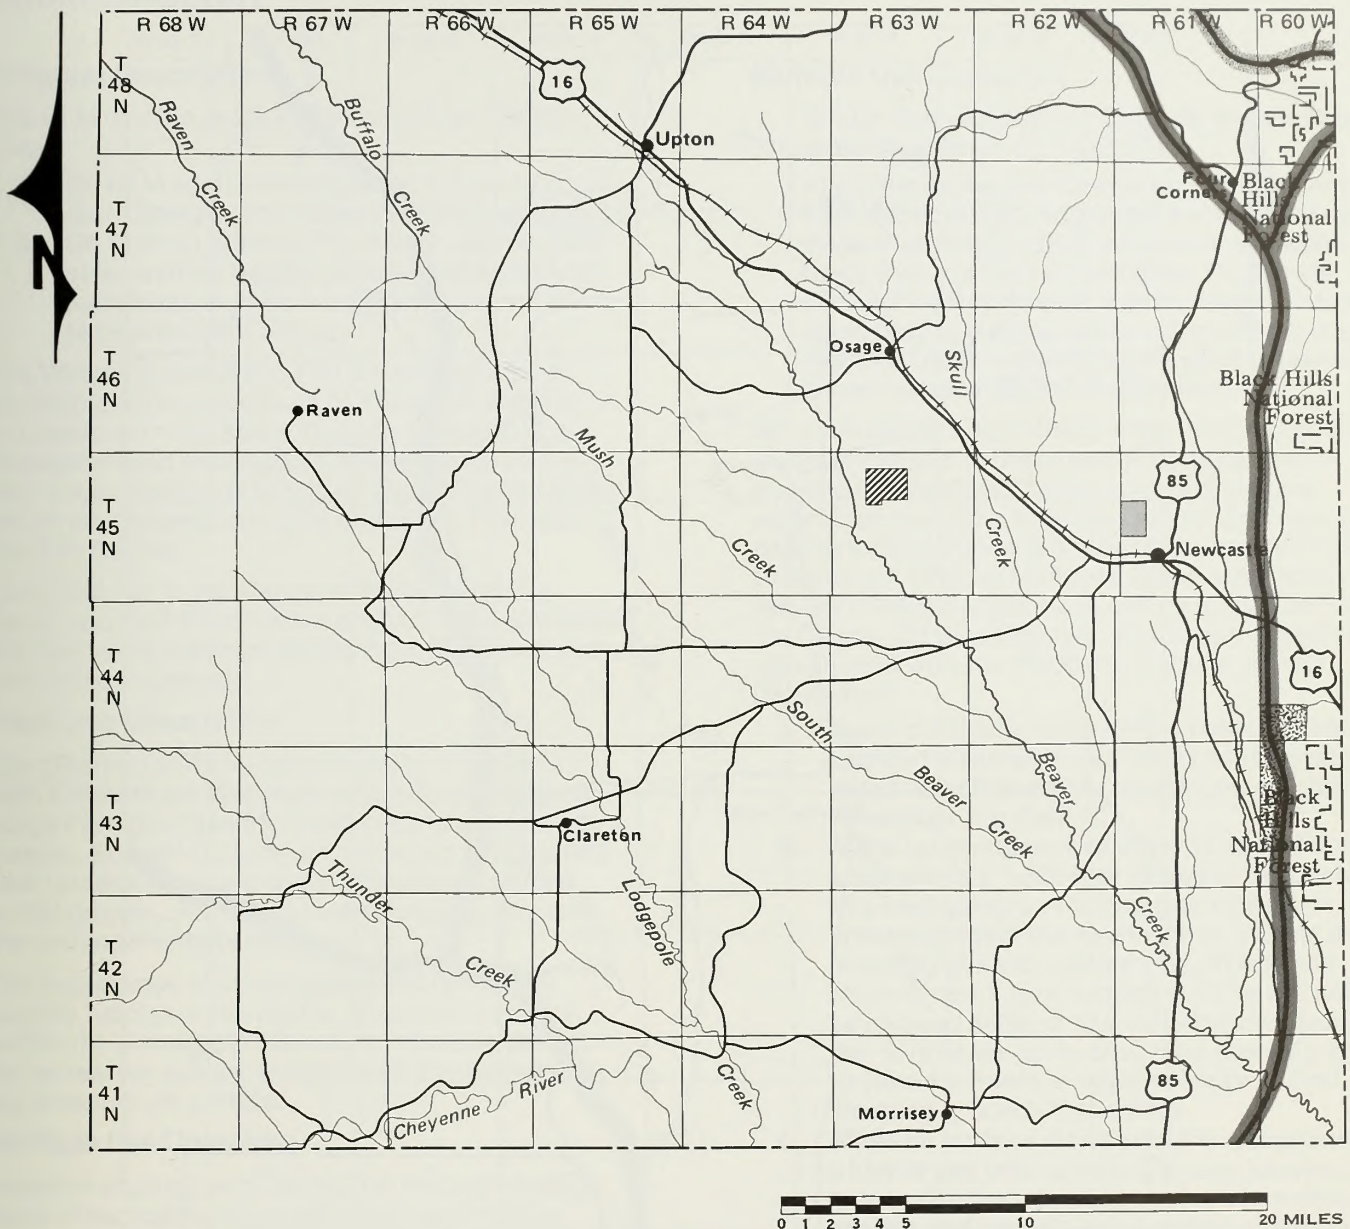 R 68 W
R 67 W
R 66 W
R 65 W
R 64 W
R 63 W
R 62 W
R 61 W
R 60 W
T
48
N
16
Raven
Creek
Buffalo
Creek
Upton
N
T
47
N
Four
Corners
Black
Hills
National
Forest
T
46
N
Raven
Osage
Skull
Creek
Black Hills
National
Forest
Mush
Creek
85
T
45
N
Newcastle
T
44
N
16
South
Beaver
Creek
Beaver
Creek
T
43
N
Clareton
Black
Hills
National
Forest
Thunder
Creek
Lodgepole
Creek
T
42
N
T
41
N
Cheyenne
River
Morrisey
85
0 1 2 3 4 5 10 20 MILES